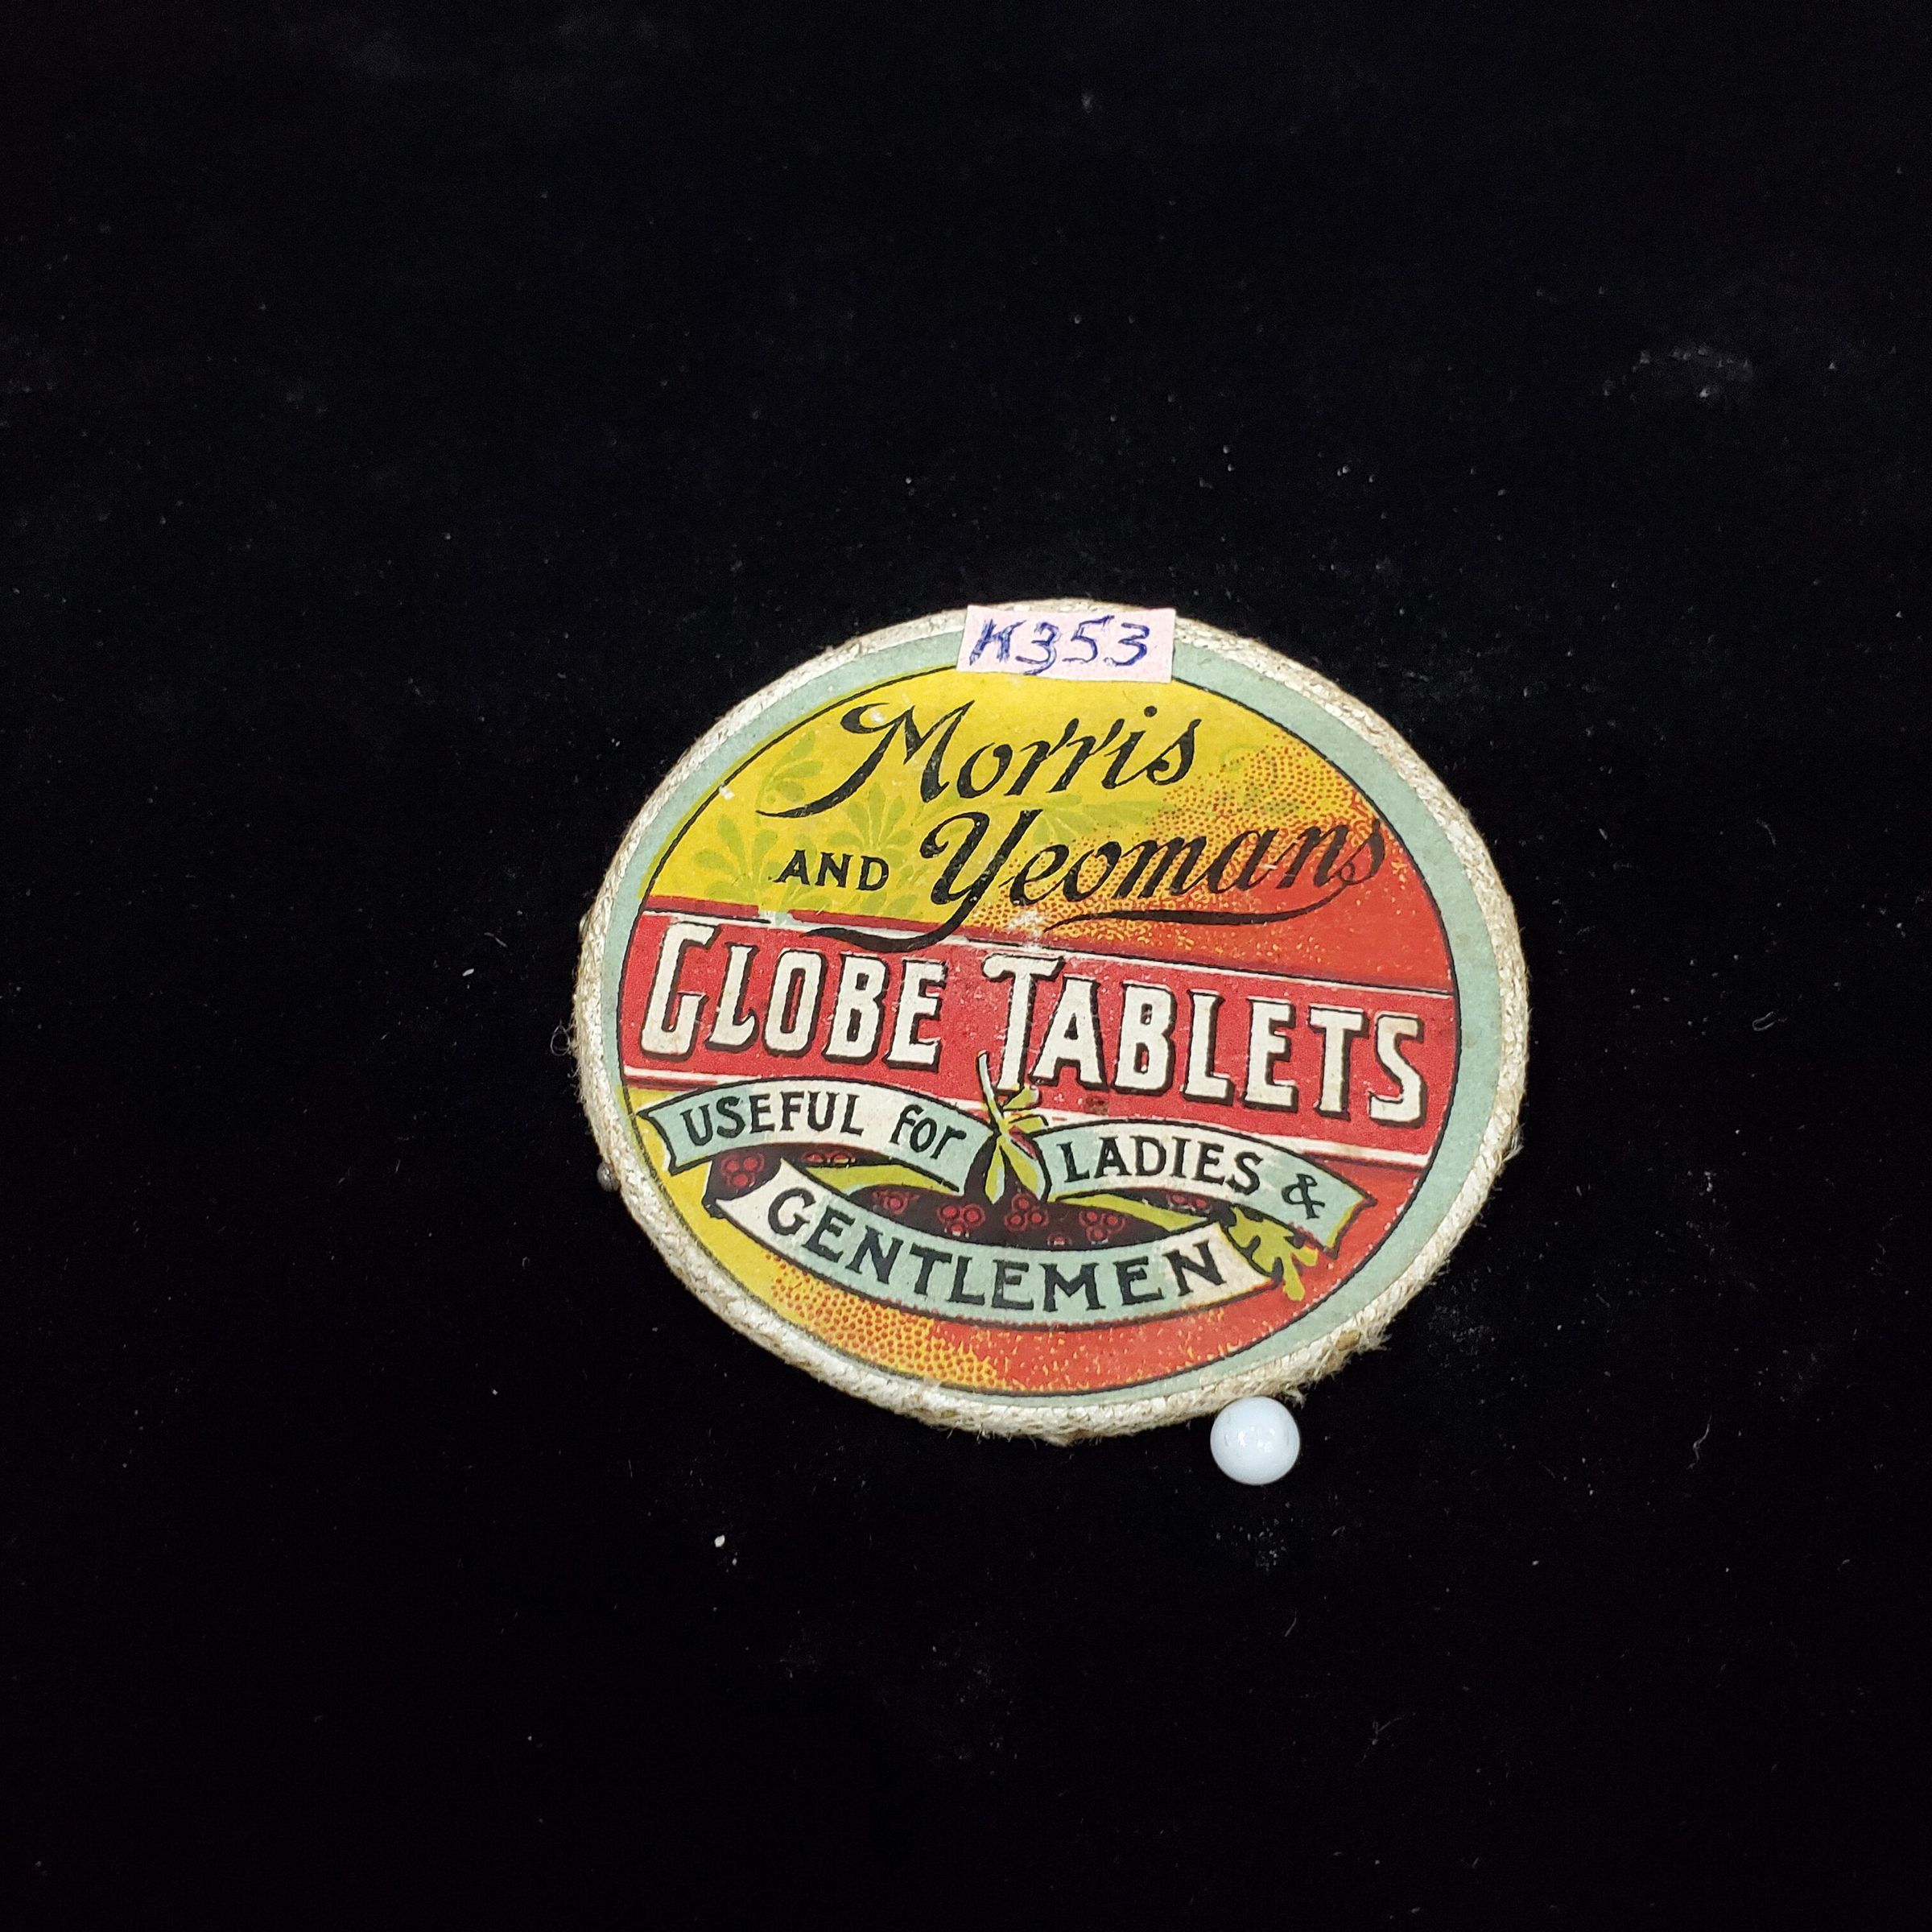 K353
Morris
AND Yeomans
GLOBE TABLETS
USEFUL for LADIES &
GENTLEMEN